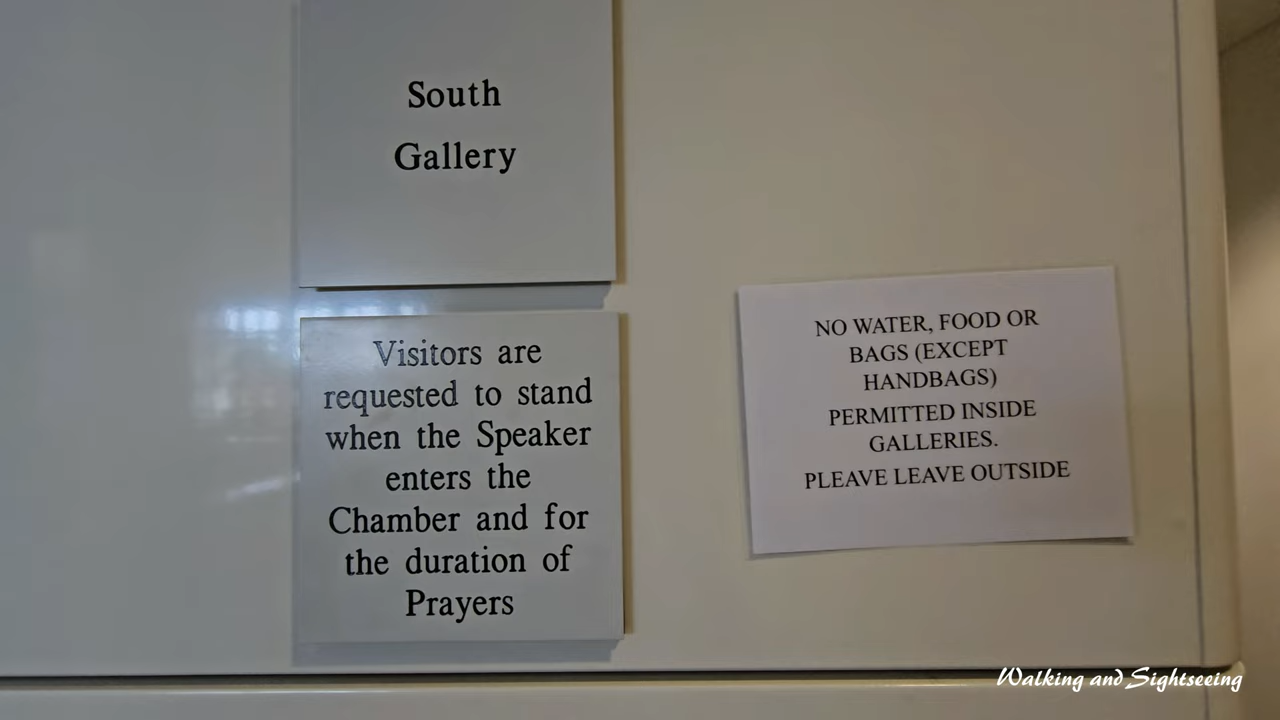 South
Gallery
Visitors are
requested to stand
when the Speaker
enters the
Chamber and for
the duration of
Prayers
NO WATER, FOOD OR
BAGS (EXCEPT
HANDBAGS)
PERMITTED INSIDE
GALLERIES.
PLEAVE LEAVE OUTSIDE
Walking and Sightseeing